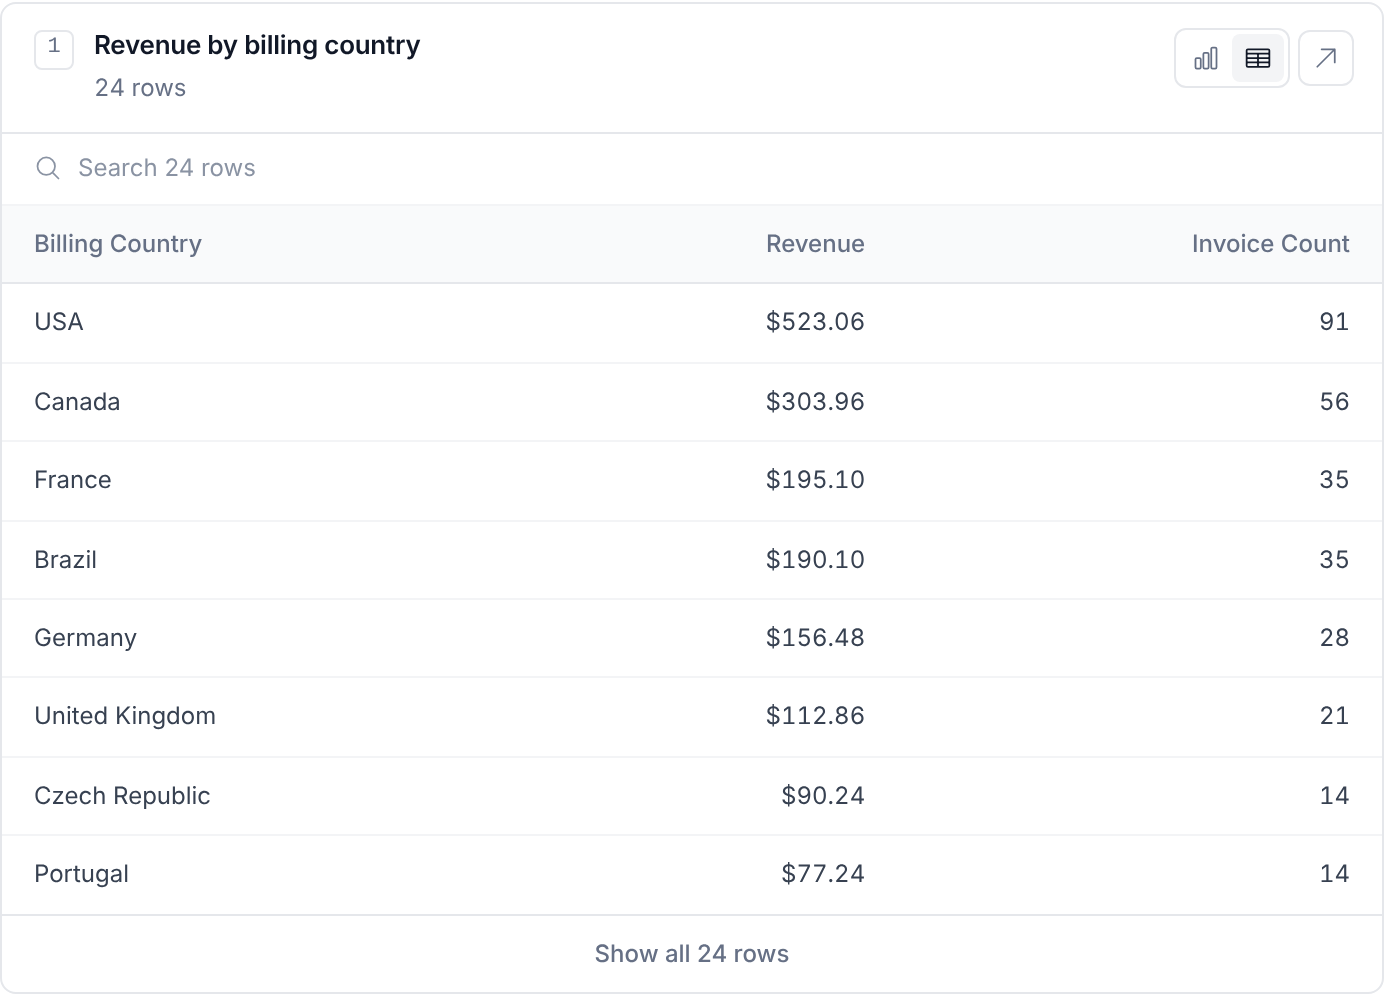 1
Revenue by billing country
24 rows
Search 24 rows
Billing Country Revenue Invoice Count
USA $523.06 91
Canada $303.96 56
France $195.10 35
Brazil $190.10 35
Germany $156.48 28
United Kingdom $112.86 21
Czech Republic $90.24 14
Portugal $77.24 14
Show all 24 rows